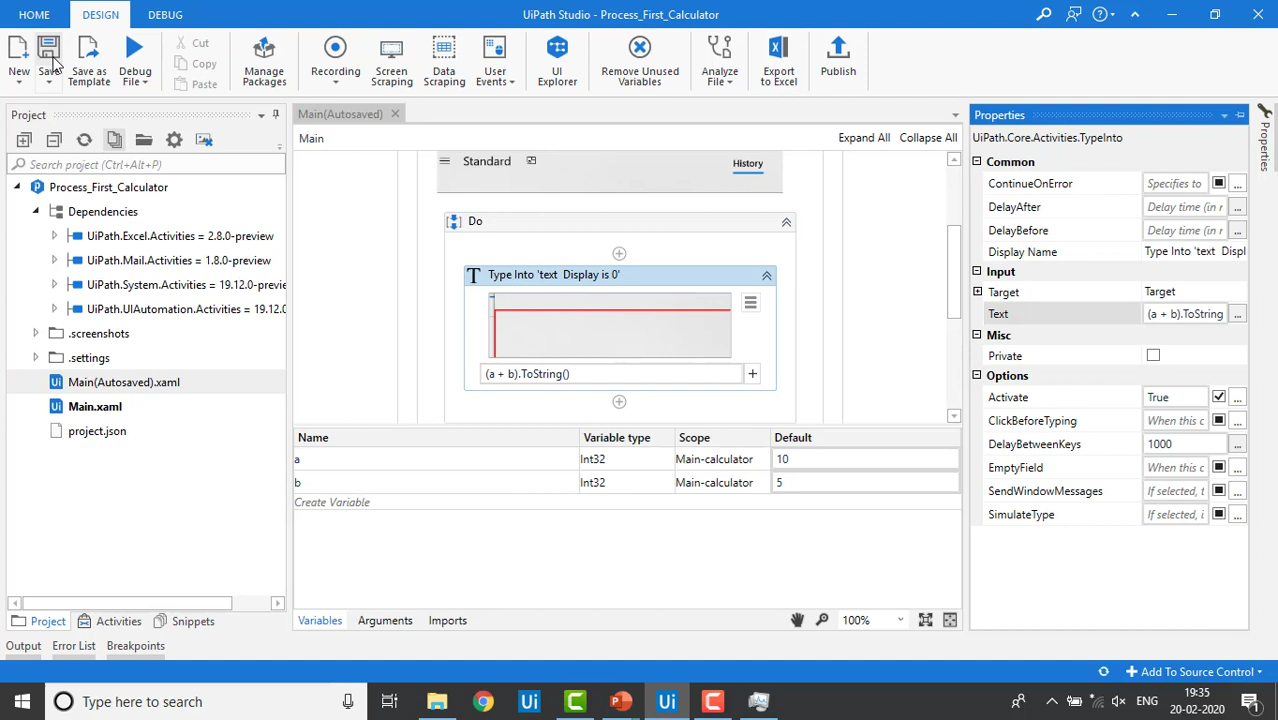 HOME
DESIGN
DEBUG
UiPath Studio - Process_First_Calculator
New
Save
Save as Template
Debug File
Cut
Copy
Paste
Manage Packages
Recording
Screen Scraping
Data Scraping
User Events
UI Explorer
Remove Unused Variables
Analyze File
Export to Excel
Publish
Project
Search project (Ctrl+Alt+P)
Process_First_Calculator
Dependencies
UiPath.Excel.Activities = 2.8.0-preview
UiPath.Mail.Activities = 1.8.0-preview
UiPath.System.Activities = 19.12.0-previe
UiPath.UIAutomation.Activities = 19.12.
.screenshots
.settings
Main(Autosaved).xaml
Main.xaml
project.json
Project
Activities
Snippets
Main(Autosaved)
Main
Expand All
Collapse All
Standard
History
Do
Type Into 'text Display is 0'
(a + b).ToString()
Name
Variable type
Scope
Default
a
Int32
Main-calculator
10
b
Int32
Main-calculator
5
Create Variable
Variables
Arguments
Imports
100%
Properties
UiPath.Core.Activities.TypeInto
Common
ContinueOnError
Specifies to
DelayAfter
Delay time (in r
DelayBefore
Delay time (in r
Display Name
Type Into 'text Displ
Input
Target
Target
Text
(a + b).ToString
Misc
Private
Options
Activate
True
ClickBeforeTyping
When this c
DelayBetweenKeys
1000
EmptyField
When this c
SendWindowMessages
If selected, t
SimulateType
If selected, i
Properties
Output
Error List
Breakpoints
Add To Source Control
Type here to search
ENG
19:35
20-02-2020